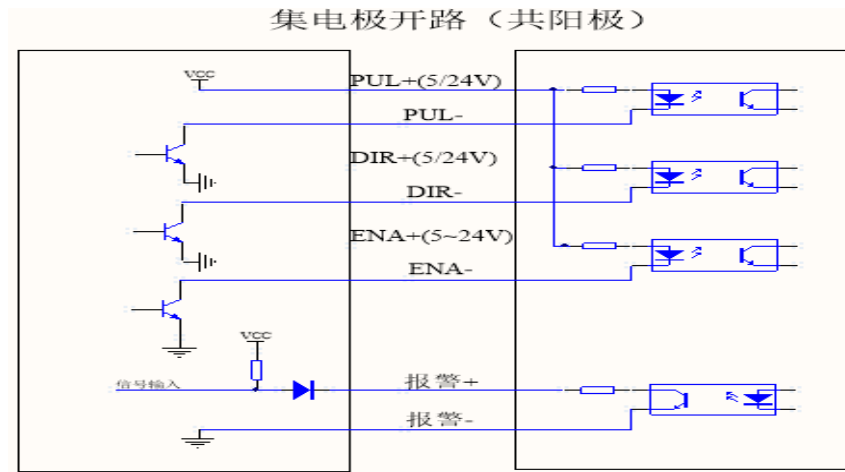 集电极开路（共阳极）
VCC
PUL+(5/24V)
PUL-
DIR+(5/24V)
DIR-
ENA+(5~24V)
ENA-
VCC
信号输入
报警+
报警-